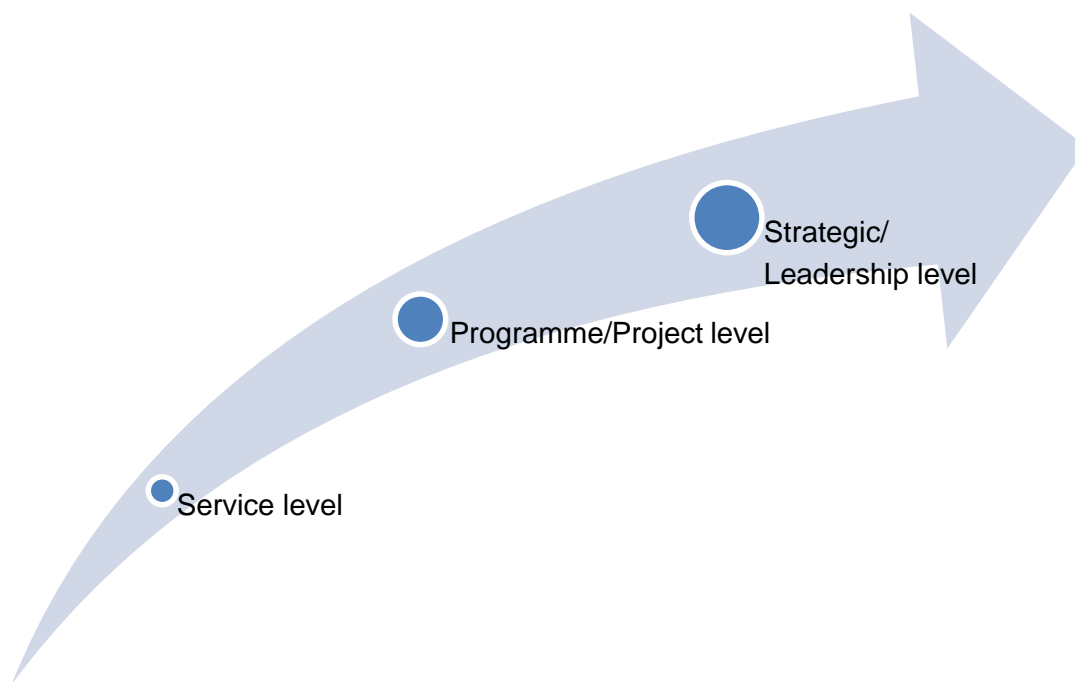 Strategic/
Leadership level
Programme/Project level
Service level